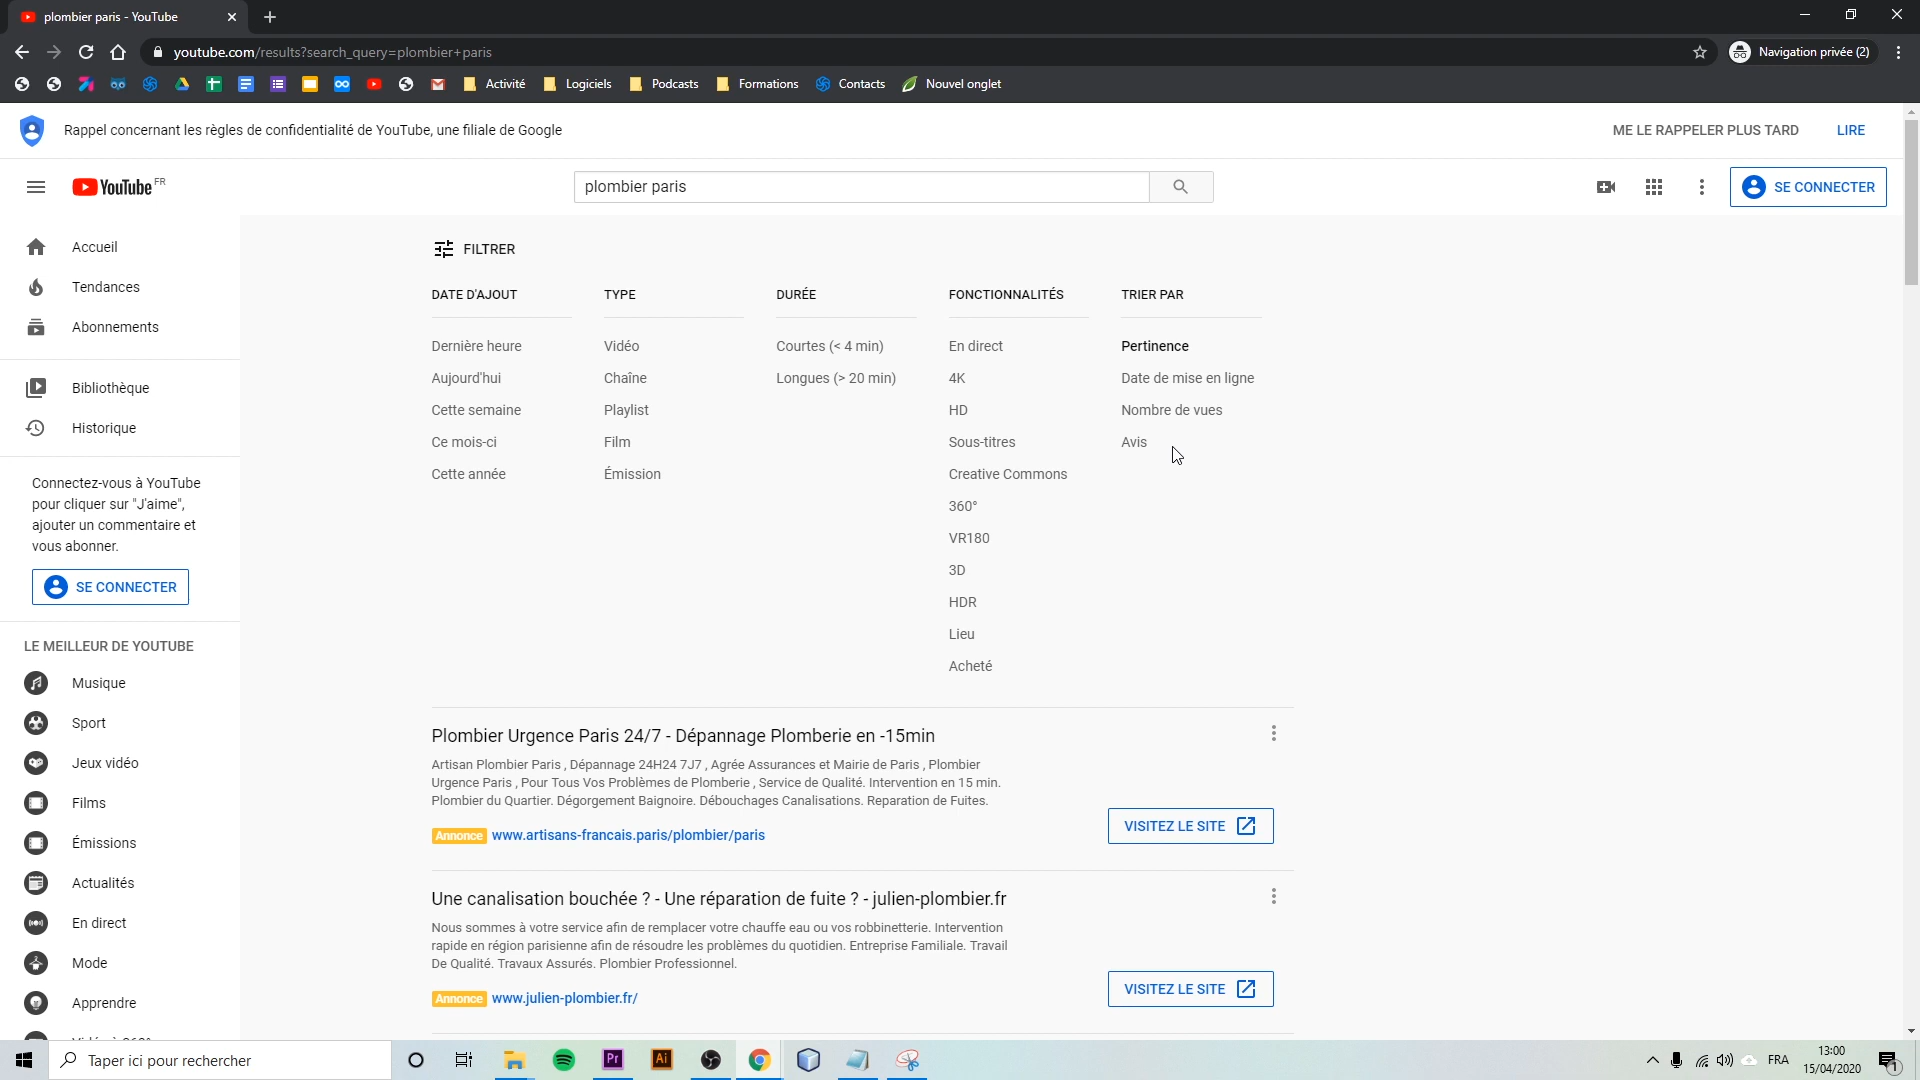 plombier paris - YouTube
youtube.com/results?search_query=plombier+paris
Navigation privée (2)
Activité
Logiciels
Podcasts
Formations
Contacts
Nouvel onglet
Rappel concernant les règles de confidentialité de YouTube, une filiale de Google
ME LE RAPPELER PLUS TARD
LIRE
YouTube FR
plombier paris
SE CONNECTER
Accueil
Tendances
Abonnements
Bibliothèque
Historique
Connectez-vous à YouTube
pour cliquer sur "J'aime",
ajouter un commentaire et
vous abonner.
SE CONNECTER
LE MEILLEUR DE YOUTUBE
Musique
Sport
Jeux vidéo
Films
Émissions
Actualités
En direct
Mode
Apprendre
FILTRER
DATE D'AJOUT
Dernière heure
Aujourd'hui
Cette semaine
Ce mois-ci
Cette année
TYPE
Vidéo
Chaîne
Playlist
Film
Émission
DURÉE
Courtes (< 4 min)
Longues (> 20 min)
FONCTIONNALITÉS
En direct
4K
HD
Sous-titres
Creative Commons
360°
VR180
3D
HDR
Lieu
Acheté
TRIER PAR
Pertinence
Date de mise en ligne
Nombre de vues
Avis
Plombier Urgence Paris 24/7 - Dépannage Plomberie en -15min
Artisan Plombier Paris , Dépannage 24H24 7J7 , Agrée Assurances et Mairie de Paris , Plombier
Urgence Paris , Pour Tous Vos Problèmes de Plomberie , Service de Qualité. Intervention en 15 min.
Plombier du Quartier. Dégorgement Baignoire. Débouchages Canalisations. Reparation de Fuites.
Annonce www.artisans-francais.paris/plombier/paris
VISITEZ LE SITE
Une canalisation bouchée ? - Une réparation de fuite ? - julien-plombier.fr
Nous sommes à votre service afin de remplacer votre chauffe eau ou vos robbinetterie. Intervention
rapide en région parisienne afin de résoudre les problèmes du quotidien. Entreprise Familiale. Travail
De Qualité. Travaux Assurés. Plombier Professionnel.
Annonce www.julien-plombier.fr/
VISITEZ LE SITE
Taper ici pour rechercher
Pr
Ai
FRA
13:00
15/04/2020
1